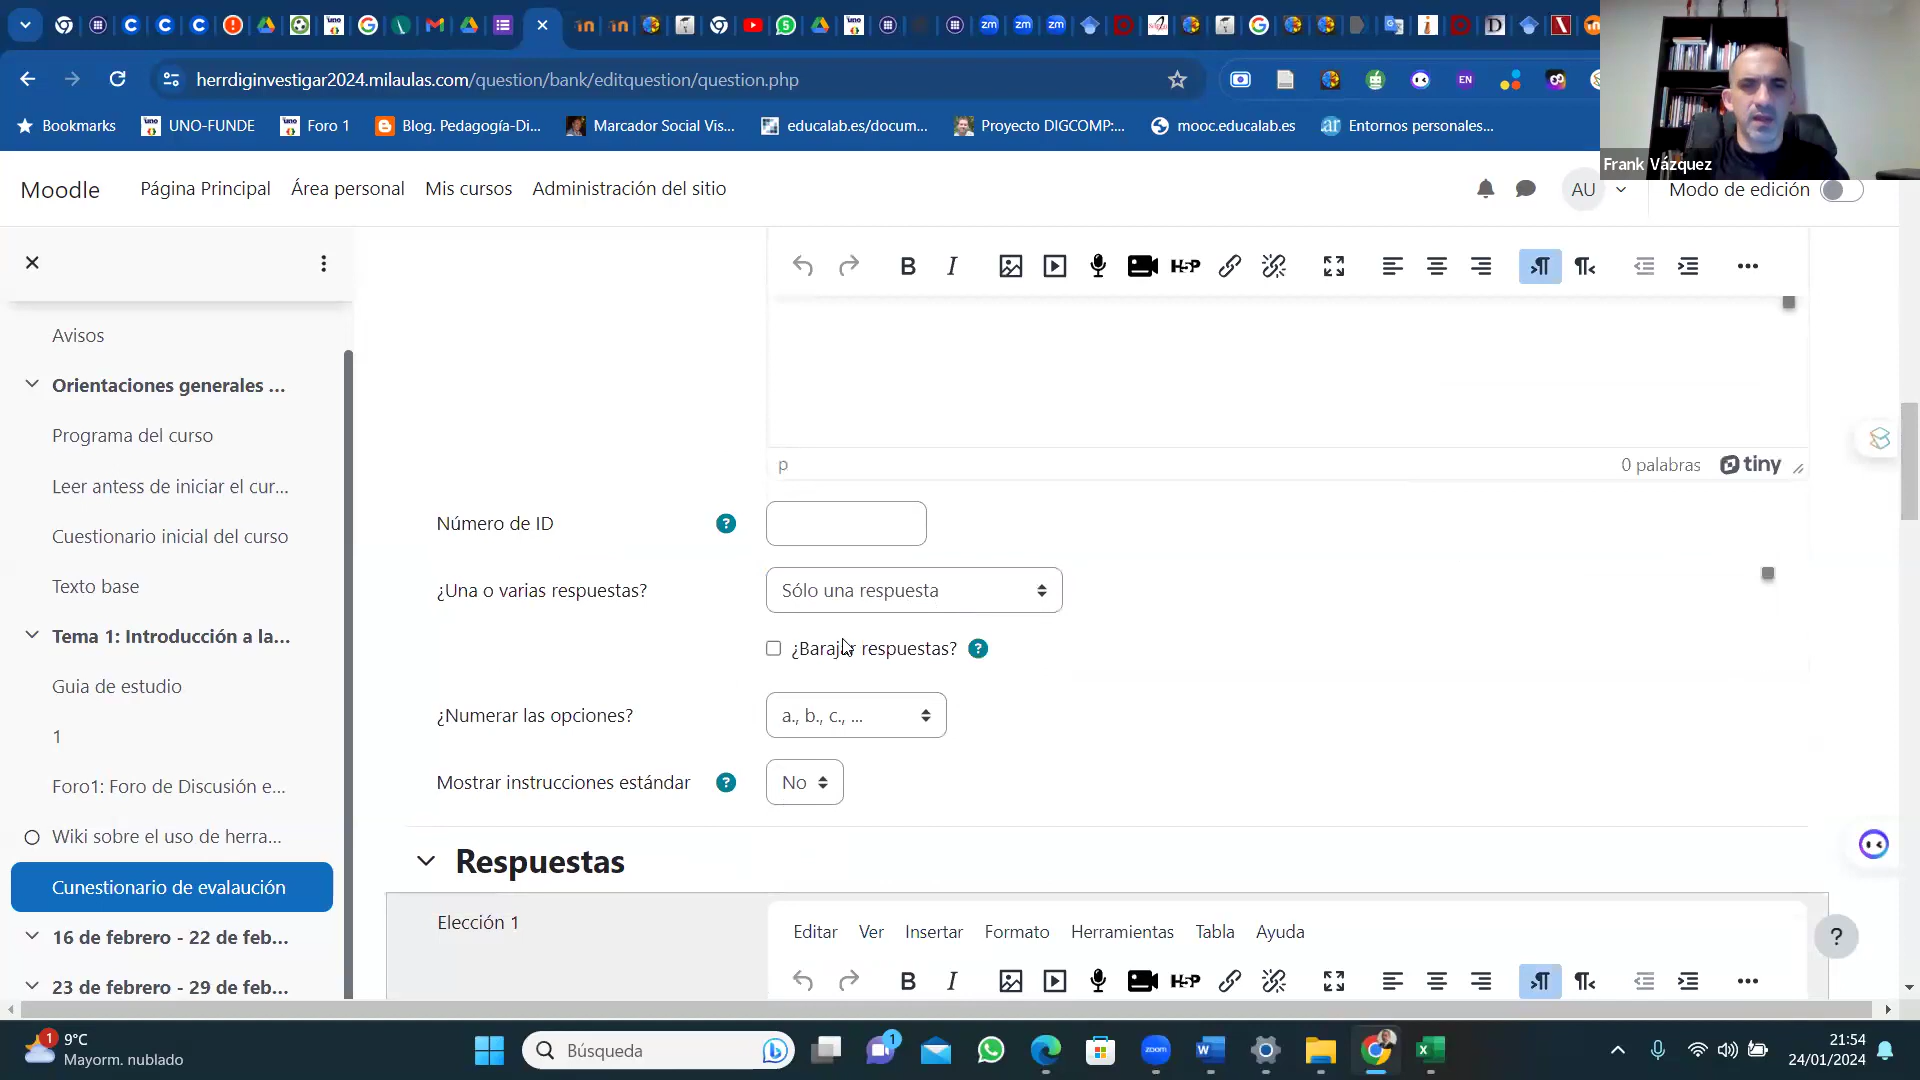 herrdiginvestigar2024.milaulas.com/question/bank/editquestion/question.php
Bookmarks
UNO-FUNDE
Foro 1
Blog. Pedagogía-Di...
Marcador Social Vis...
educalab.es/docum...
Proyecto DIGCOMP:...
mooc.educalab.es
Entornos personales...
Frank Vázquez
Moodle
Página Principal
Área personal
Mis cursos
Administración del sitio
AU
Modo de edición
Avisos
Orientaciones generales ...
Programa del curso
Leer antess de iniciar el cur...
Cuestionario inicial del curso
Texto base
Tema 1: Introducción a la...
Guia de estudio
1
Foro1: Foro de Discusión e...
Wiki sobre el uso de herra...
Cunestionario de evalaución
16 de febrero - 22 de feb...
23 de febrero - 29 de feb...
B I H5P
p
0 palabras
tiny
Número de ID
¿Una o varias respuestas?
Sólo una respuesta
¿Barajar respuestas?
¿Numerar las opciones?
a., b., c., ...
Mostrar instrucciones estándar
No
Respuestas
Elección 1
Editar Ver Insertar Formato Herramientas Tabla Ayuda
B I H5P
1
9°C
Mayorm. nublado
Búsqueda
1
zoom
21:54
24/01/2024